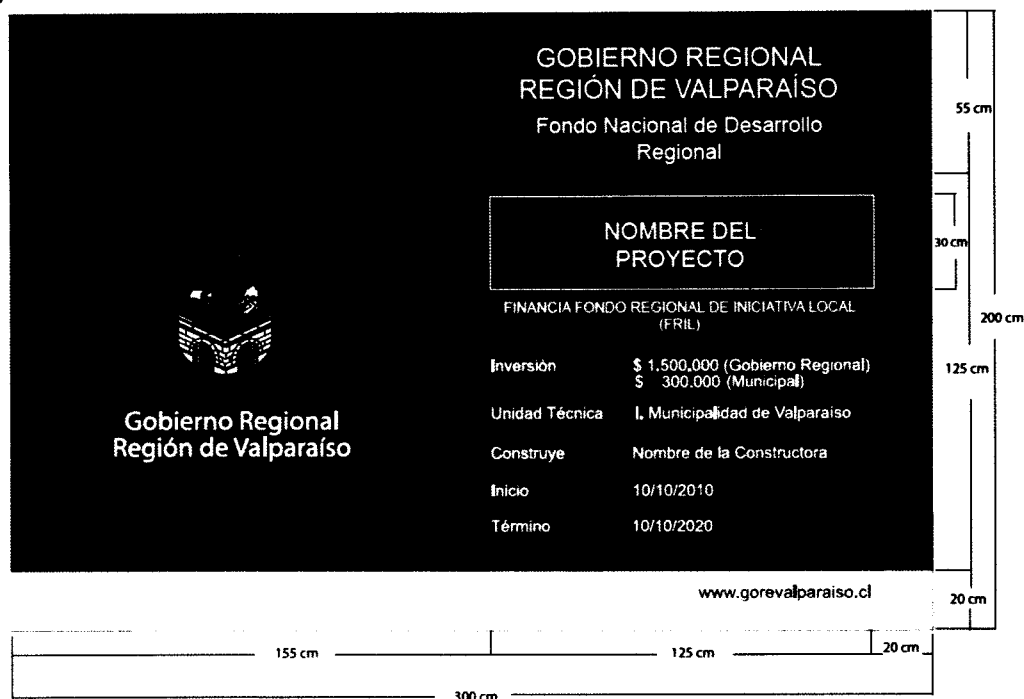 GOBIERNO REGIONAL
REGIÓN DE VALPARAÍSO
Fondo Nacional de Desarrollo
Regional
55 cm
NOMBRE DEL
PROYECTO
30 cm
FINANCIA FONDO REGIONAL DE INICIATIVA LOCAL
(FRIL)
200 cm
Inversión $ 1.500.000 (Gobierno Regional)
$ 300.000 (Municipal)
125 cm
Unidad Técnica I. Municipalidad de Valparaiso
Gobierno Regional
Región de Valparaíso
Construye Nombre de la Constructora
Inicio 10/10/2010
Término 10/10/2020
www.gorevalparaiso.cl
20 cm
155 cm 125 cm 20 cm
300 cm